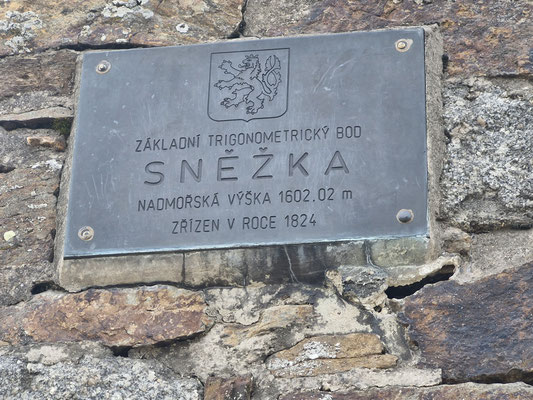 ZÁKLADNÍ TRIGONOMETRICKÝ BOD
SNĚŽKA
NADMOŘSKÁ VÝŠKA 1602.02 m
ZŘÍZEN V ROCE 1824